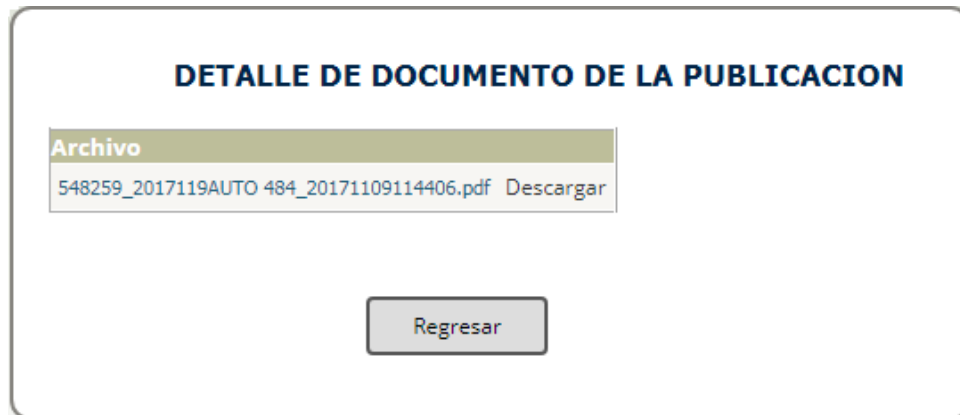 DETALLE DE DOCUMENTO DE LA PUBLICACION
Archivo
548259_2017119AUTO 484_20171109114406.pdf Descargar
Regresar